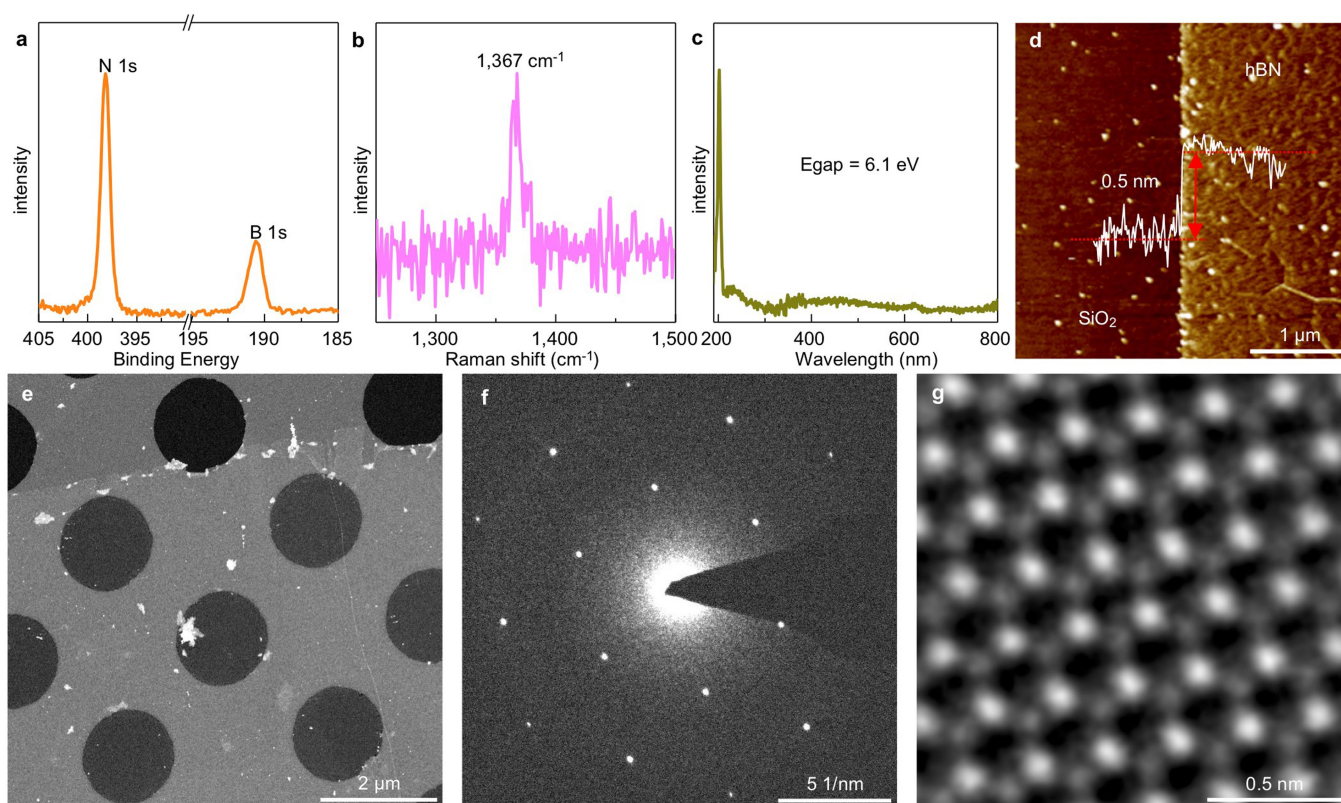 a
N 1s
B 1s
intensity
405
400
395
195
190
185
Binding Energy
b
1,367 cm⁻¹
intensity
1,300
1,400
1,500
Raman shift (cm⁻¹)
c
Egap = 6.1 eV
intensity
200
400
600
800
Wavelength (nm)
d
hBN
0.5 nm
SiO₂
1 µm
e
2 µm
f
5 1/nm
g
0.5 nm